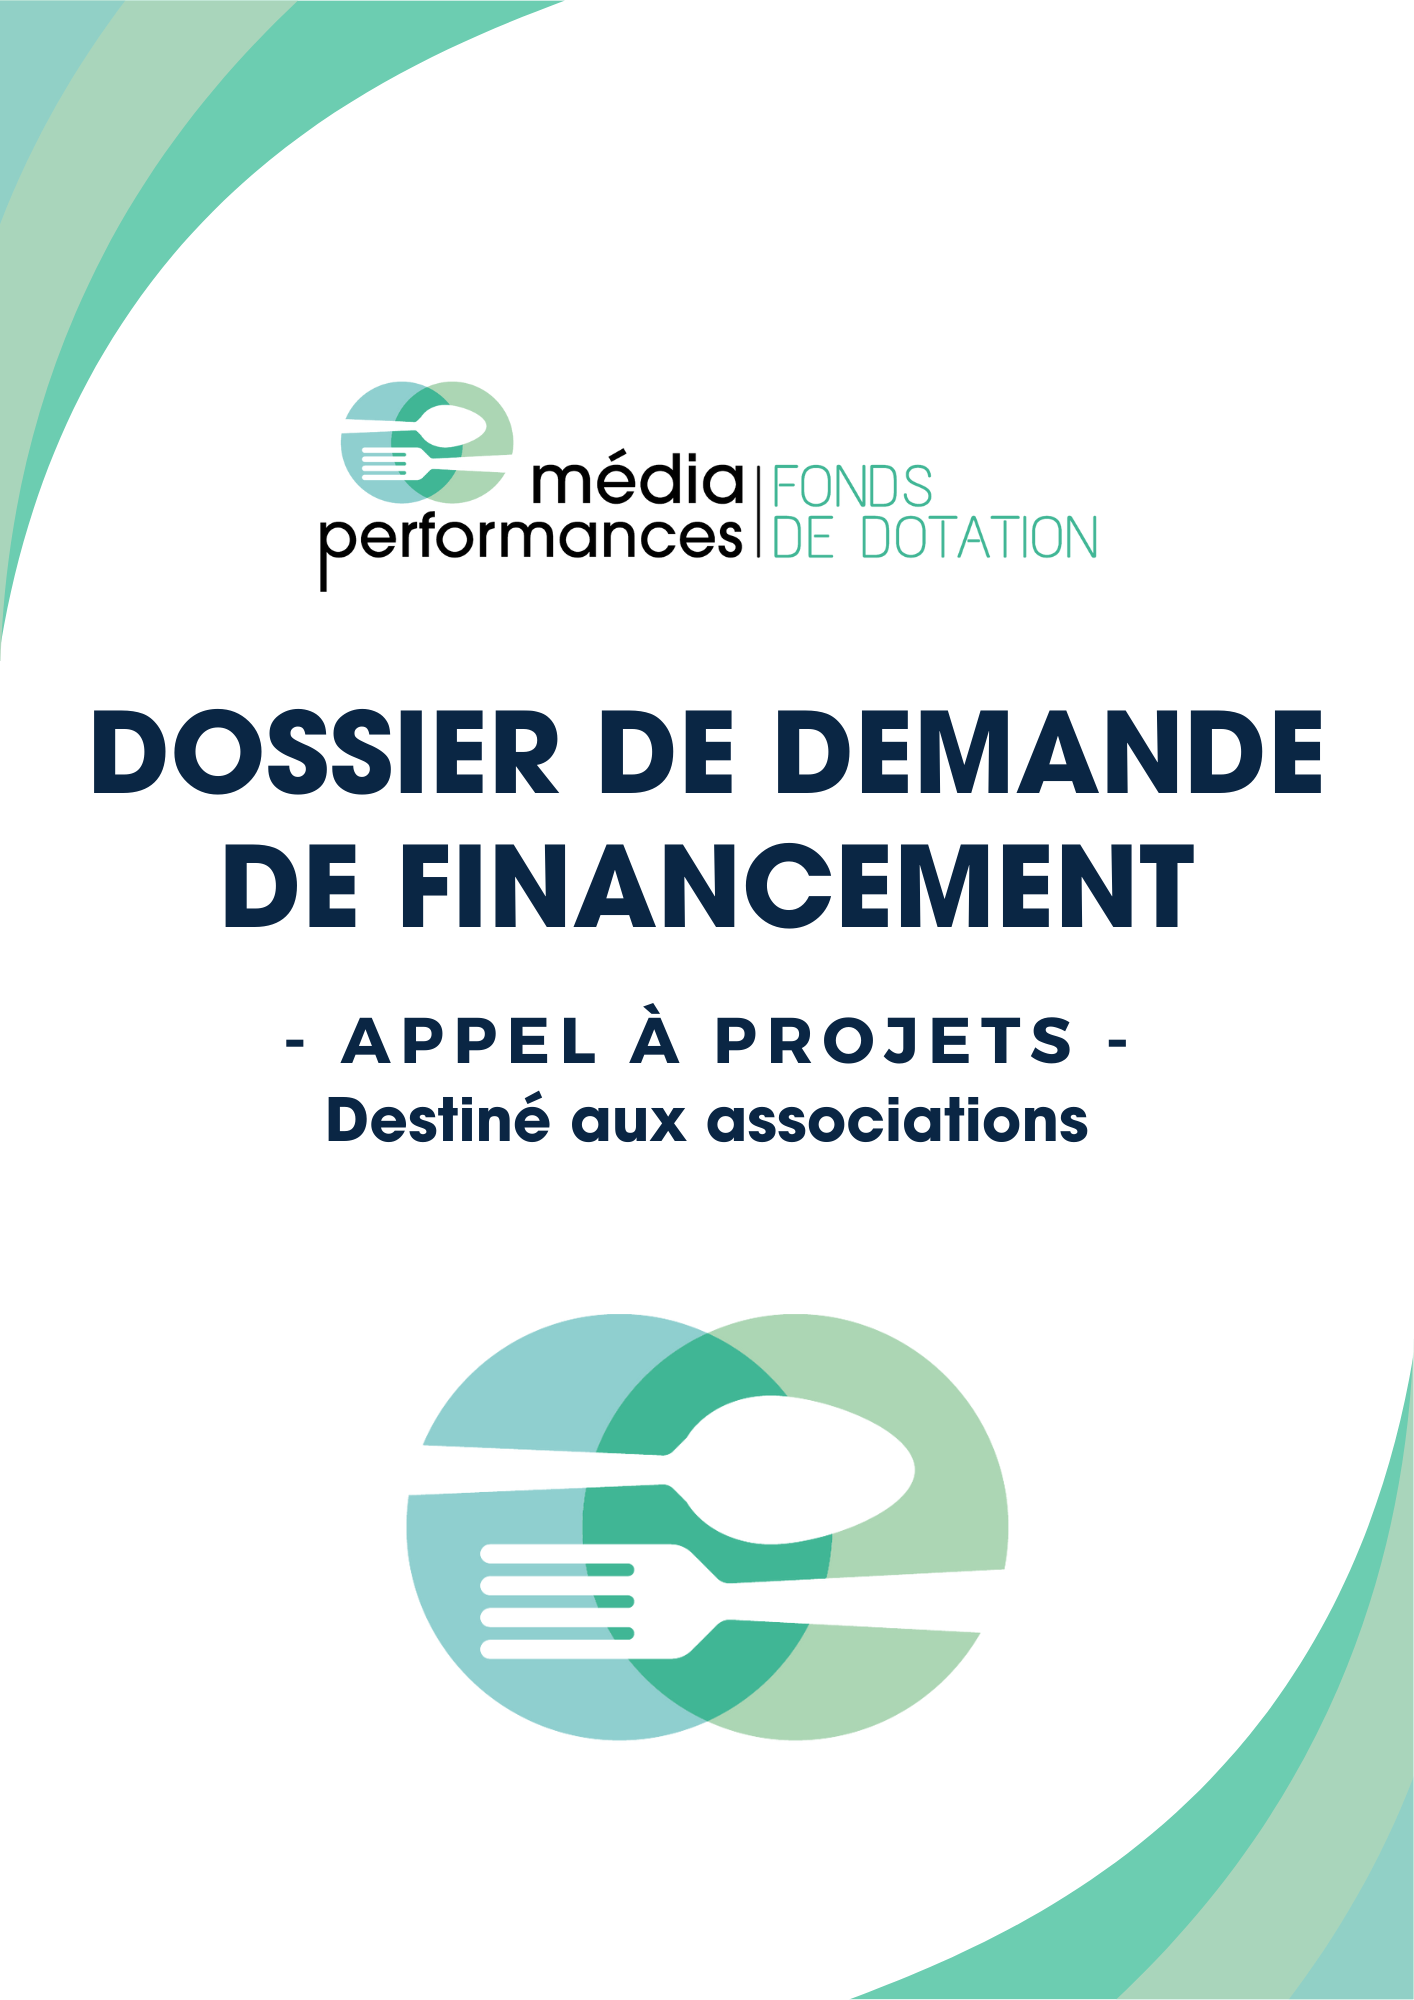 média
performances
FONDS
DE DOTATION
DOSSIER DE DEMANDE
DE FINANCEMENT
- APPEL À PROJETS -
Destiné aux associations